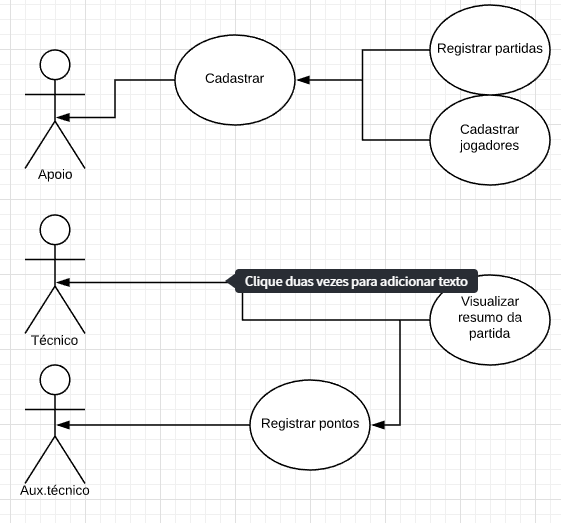 Registrar partidas
Cadastrar
Cadastrar
jogadores
Apoio
Clique duas vezes para adicionar texto
Visualizar
resumo da
partida
Técnico
Registrar pontos
Aux.técnico